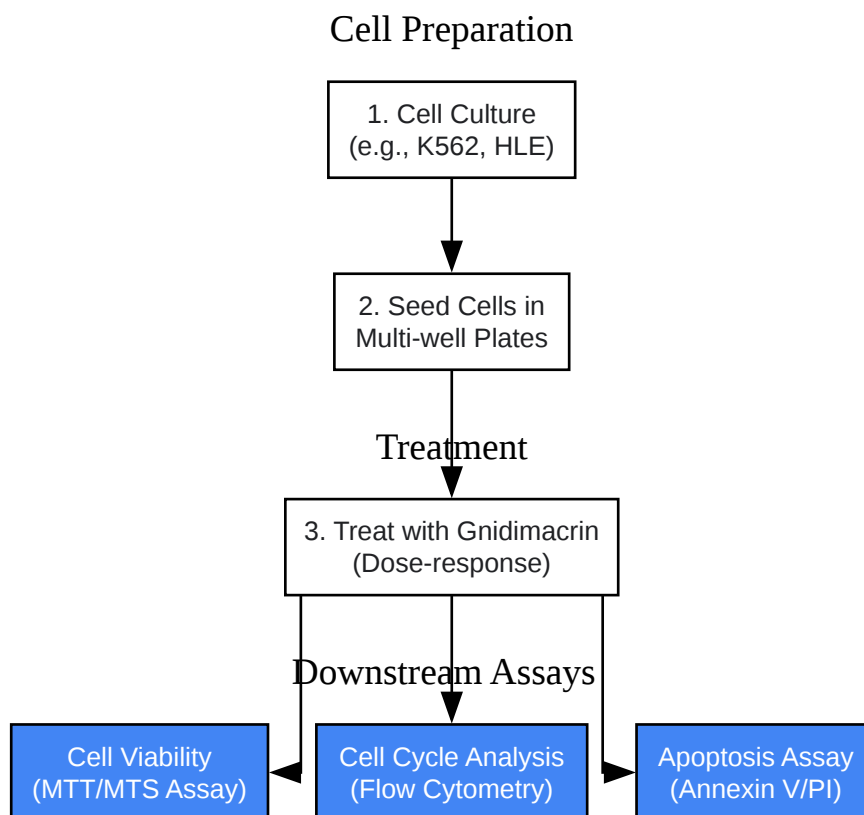 Cell Preparation
1. Cell Culture
(e.g., K562, HLE)
2. Seed Cells in
Multi-well Plates
Treatment
3. Treat with Gnidimacrin
(Dose-response)
Downstream Assays
Cell Viability
(MTT/MTS Assay)
Cell Cycle Analysis
(Flow Cytometry)
Apoptosis Assay
(Annexin V/PI)